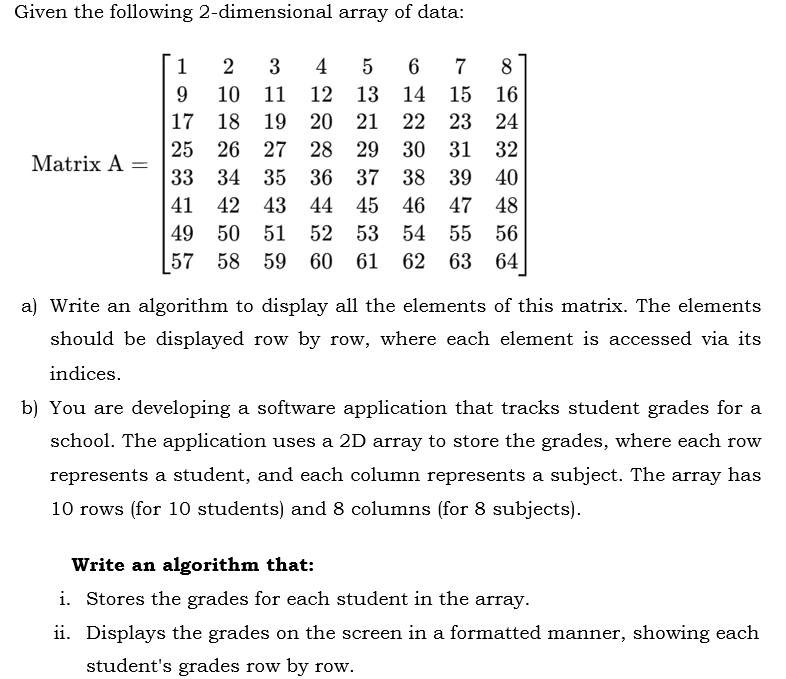 Given the following 2-dimensional array of data:
1 2 3 4 5 6 7 8
9 10 11 12 13 14 15 16
17 18 19 20 21 22 23 24
25 26 27 28 29 30 31 32
Matrix A =
33 34 35 36 37 38 39 40
41 42 43 44 45 46 47 48
49 50 51 52 53 54 55 56
57 58 59 60 61 62 63 64
a) Write an algorithm to display all the elements of this matrix. The elements
should be displayed row by row, where each element is accessed via its
indices.
b) You are developing a software application that tracks student grades for a
school. The application uses a 2D array to store the grades, where each row
represents a student, and each column represents a subject. The array has
10 rows (for 10 students) and 8 columns (for 8 subjects).
Write an algorithm that:
i. Stores the grades for each student in the array.
ii. Displays the grades on the screen in a formatted manner, showing each
student's grades row by row.